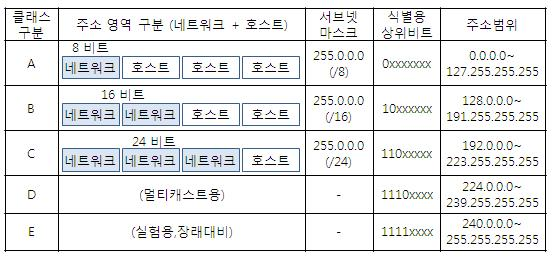 클래스 구분 주소 영역 구분 (네트워크 + 호스트) 서브넷 마스크 식별용 상위비트 주소범위
A 8 비트 네트워크 호스트 호스트 호스트 255.0.0.0 (/8) 0xxxxxxx 0.0.0.0~ 127.255.255.255
B 16 비트 네트워크 네트워크 호스트 호스트 255.0.0.0 (/16) 10xxxxxx 128.0.0.0~ 191.255.255.255
C 24 비트 네트워크 네트워크 네트워크 호스트 255.0.0.0 (/24) 110xxxxx 192.0.0.0~ 223.255.255.255
D (멀티캐스트용) - 1110xxxx 224.0.0.0~ 239.255.255.255
E (실험용,장래대비) - 1111xxxx 240.0.0.0~ 255.255.255.255